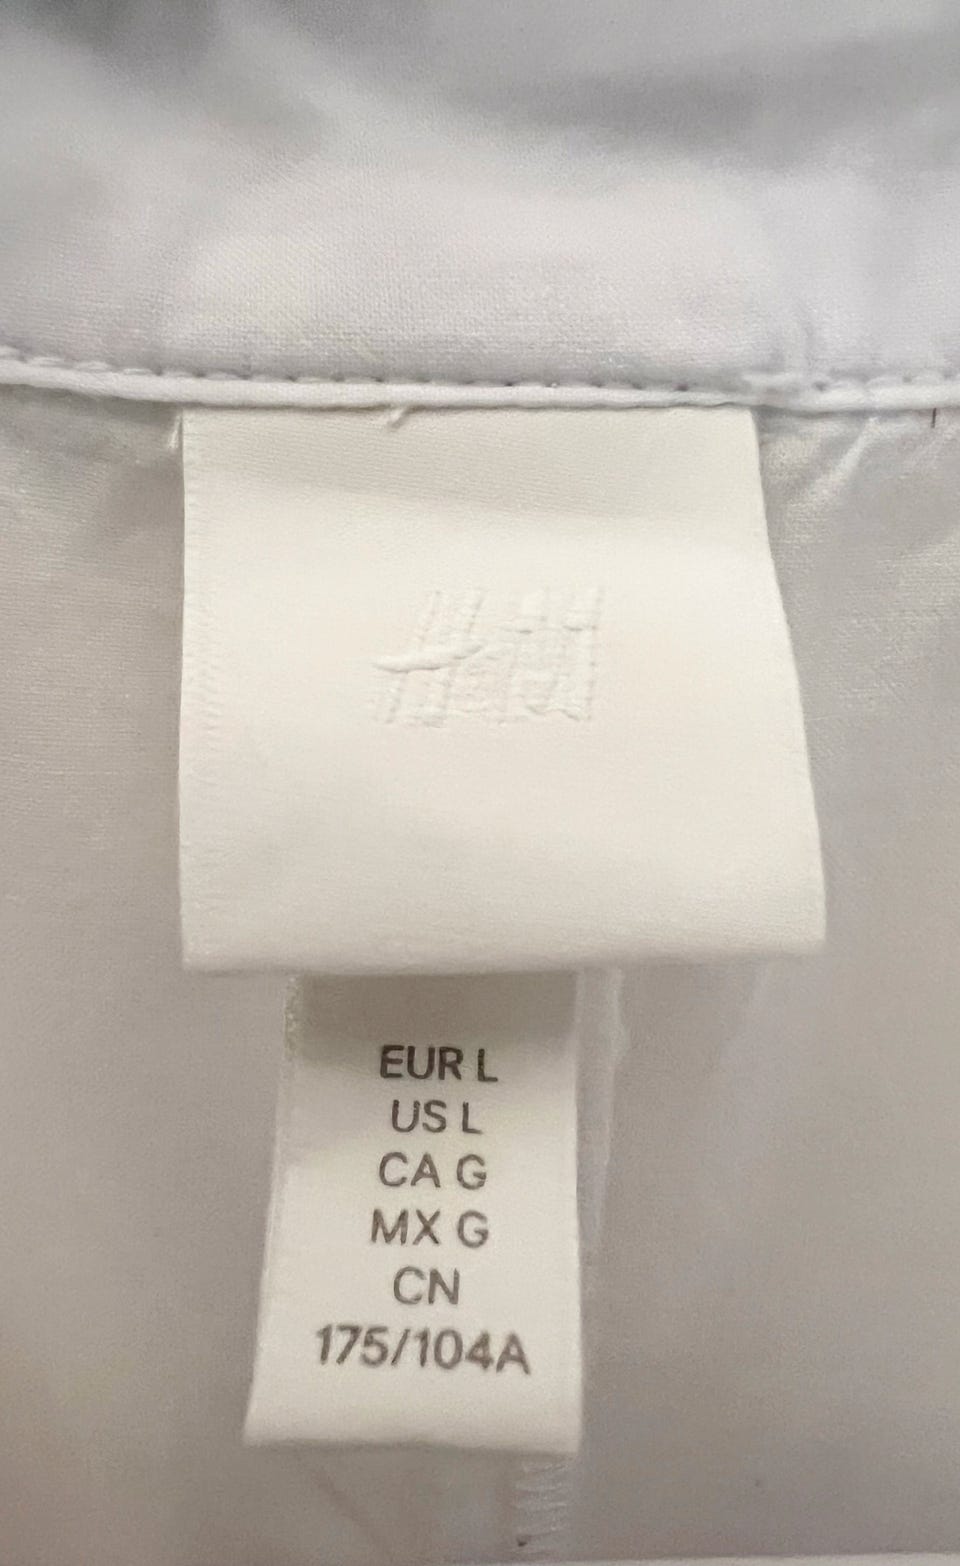 H&M
EUR L
US L
CA G
MX G
CN
175/104A